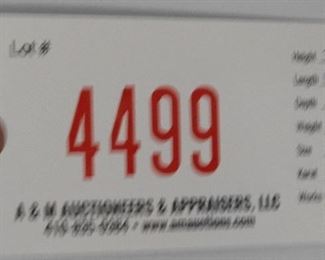 Lot #
Height
Length
Depth
Weight
Size
Karat
4499
A & M AUCTIONEERS & APPRAISERS, LLC